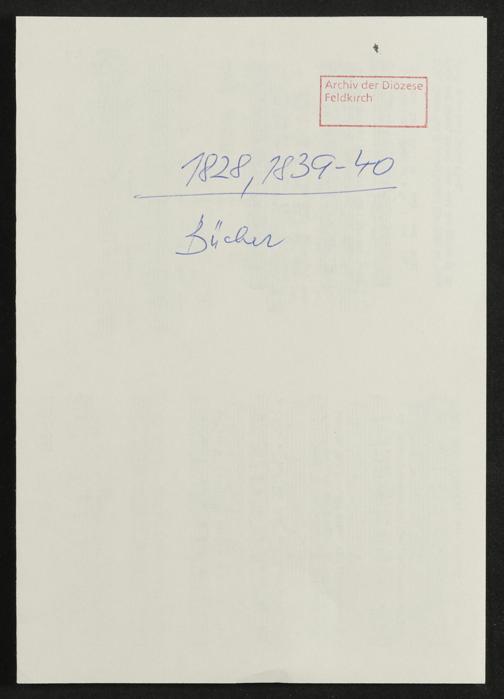 Archiv der Diözese
Feldkirch
1828, 1839-40
Bücher